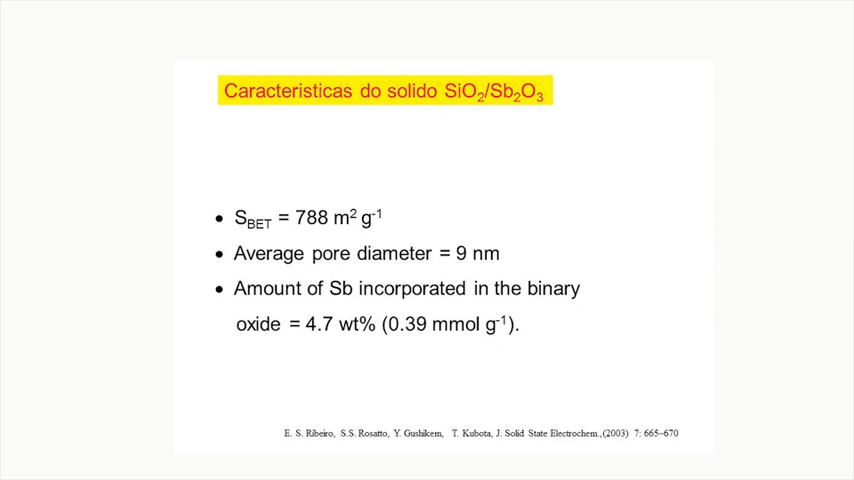 Caracteristicas do solido SiO₂/Sb₂O₃
• S_BET = 788 m² g⁻¹
• Average pore diameter = 9 nm
• Amount of Sb incorporated in the binary
oxide = 4.7 wt% (0.39 mmol g⁻¹).
E. S. Ribeiro, S.S. Rosatto, Y. Gushikem, T. Kubota, J. Solid State Electrochem.,(2003) 7: 665–670